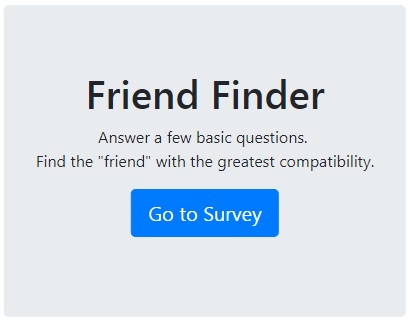 Friend Finder
Answer a few basic questions.
Find the "friend" with the greatest compatibility.
Go to Survey